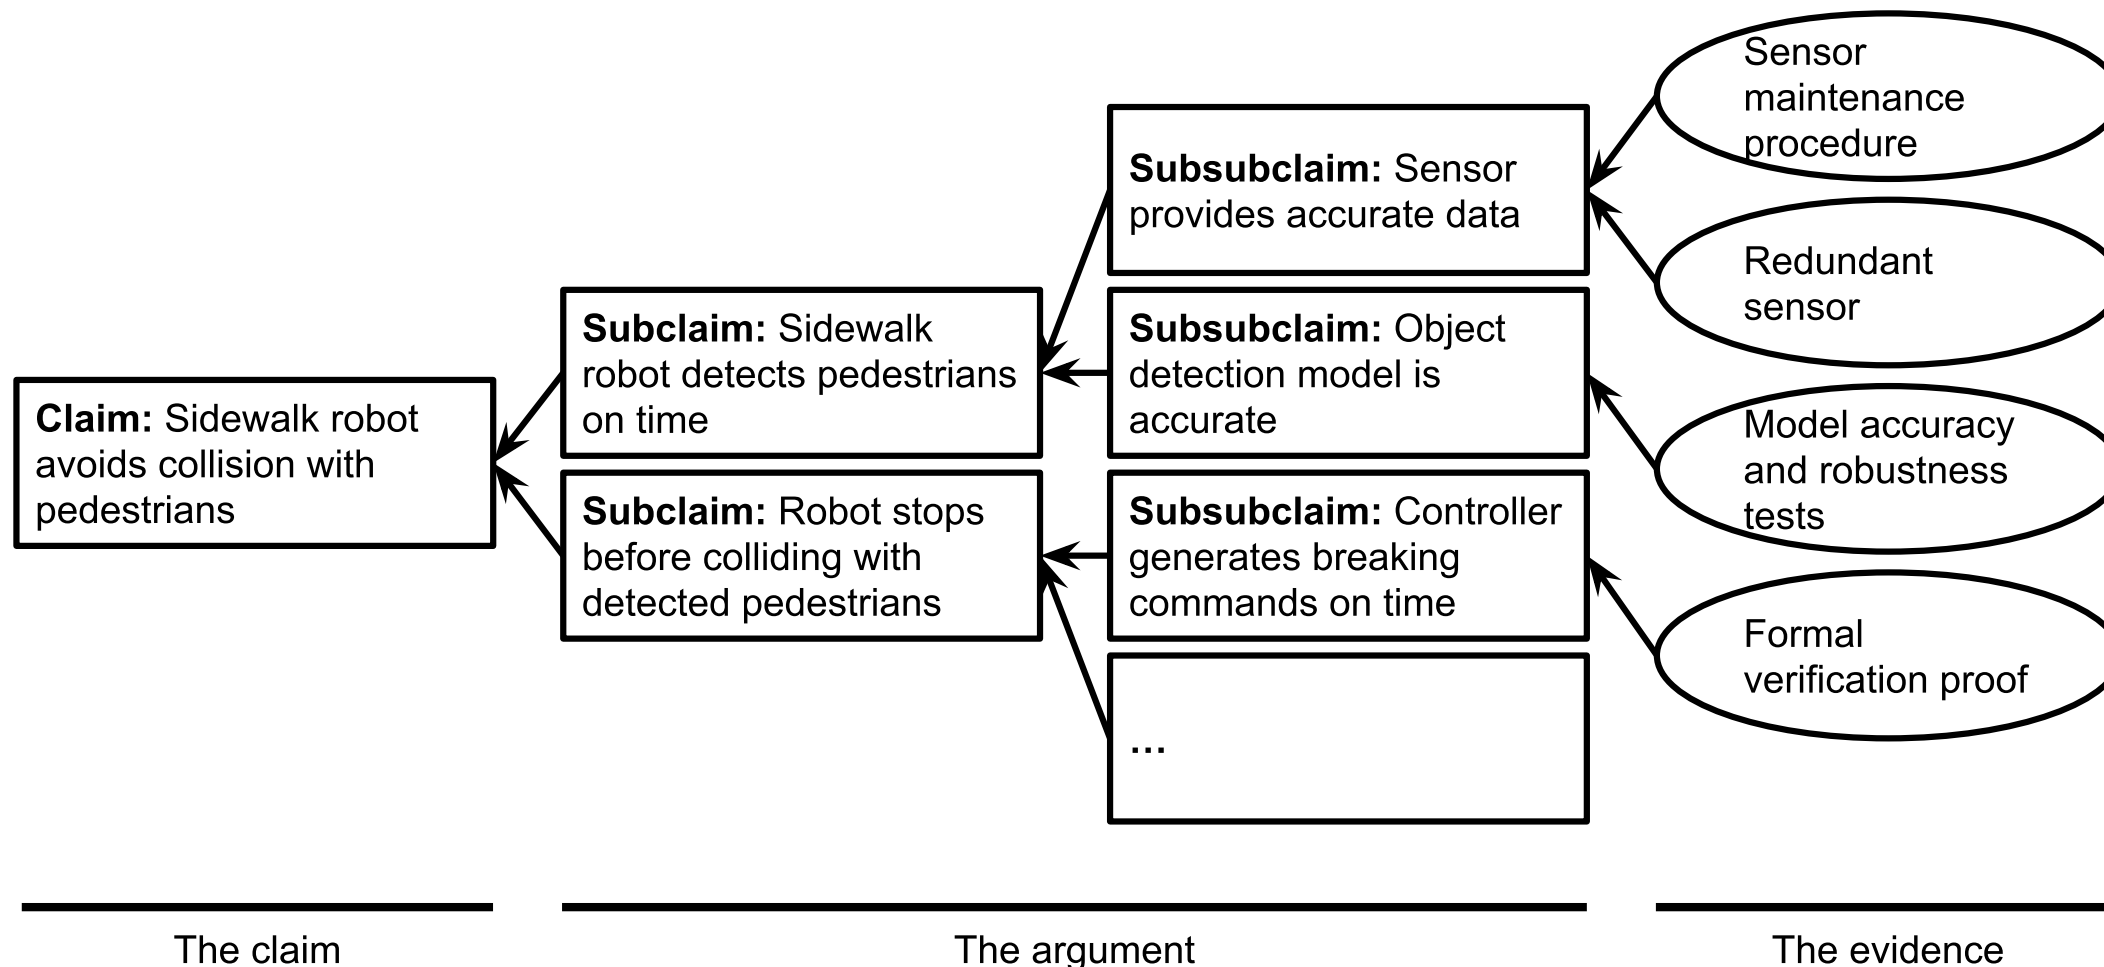 Claim: Sidewalk robot
avoids collision with
pedestrians
Subclaim: Sidewalk
robot detects pedestrians
on time
Subclaim: Robot stops
before colliding with
detected pedestrians
Subsubclaim: Sensor
provides accurate data
Subsubclaim: Object
detection model is
accurate
Subsubclaim: Controller
generates breaking
commands on time
...
Sensor
maintenance
procedure
Redundant
sensor
Model accuracy
and robustness
tests
Formal
verification proof
The claim
The argument
The evidence